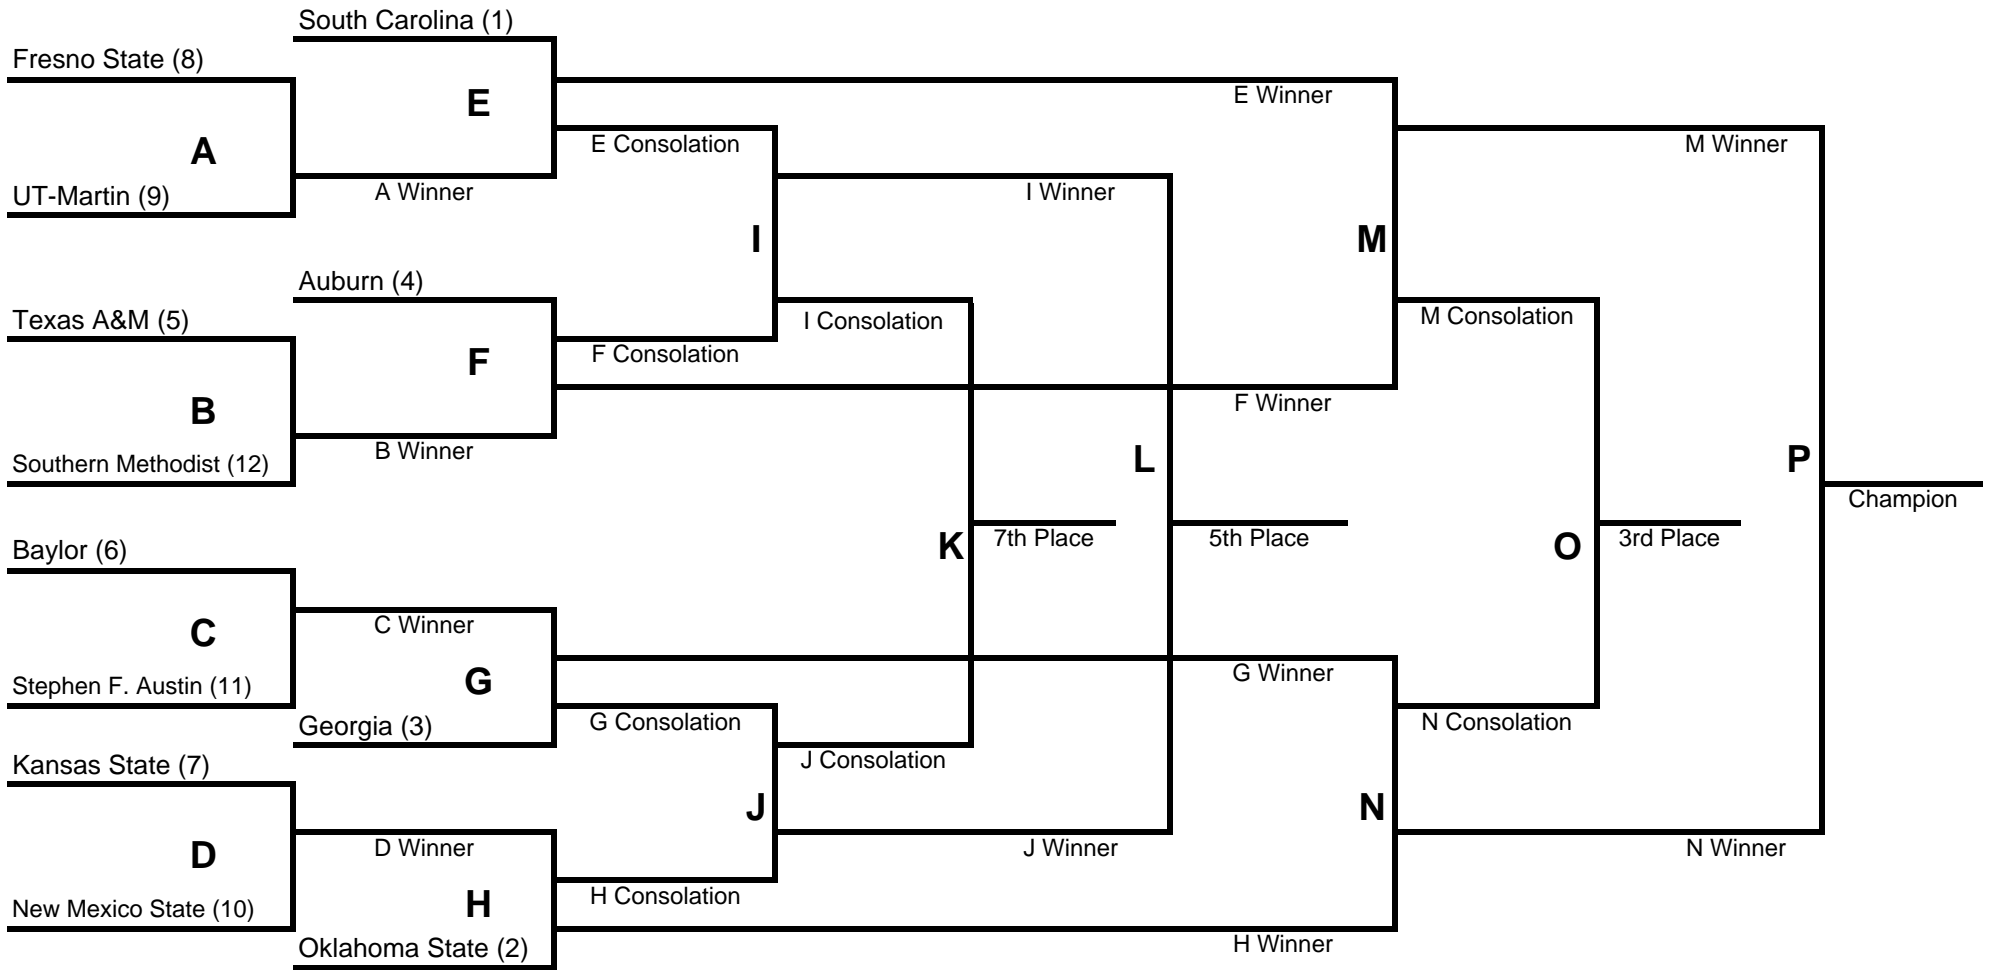 South Carolina (1)
Fresno State (8)
E
E Winner
A
E Consolation
M Winner
UT-Martin (9)
A Winner
I Winner
I
M
Auburn (4)
Texas A&M (5)
I Consolation
M Consolation
F
F Consolation
B
F Winner
B Winner
Southern Methodist (12)
L
P
Champion
Baylor (6)
K
7th Place
5th Place
O
3rd Place
C
C Winner
G
G Winner
Stephen F. Austin (11)
Georgia (3)
G Consolation
N Consolation
Kansas State (7)
J Consolation
J
N
D
D Winner
J Winner
N Winner
New Mexico State (10)
H
H Consolation
Oklahoma State (2)
H Winner